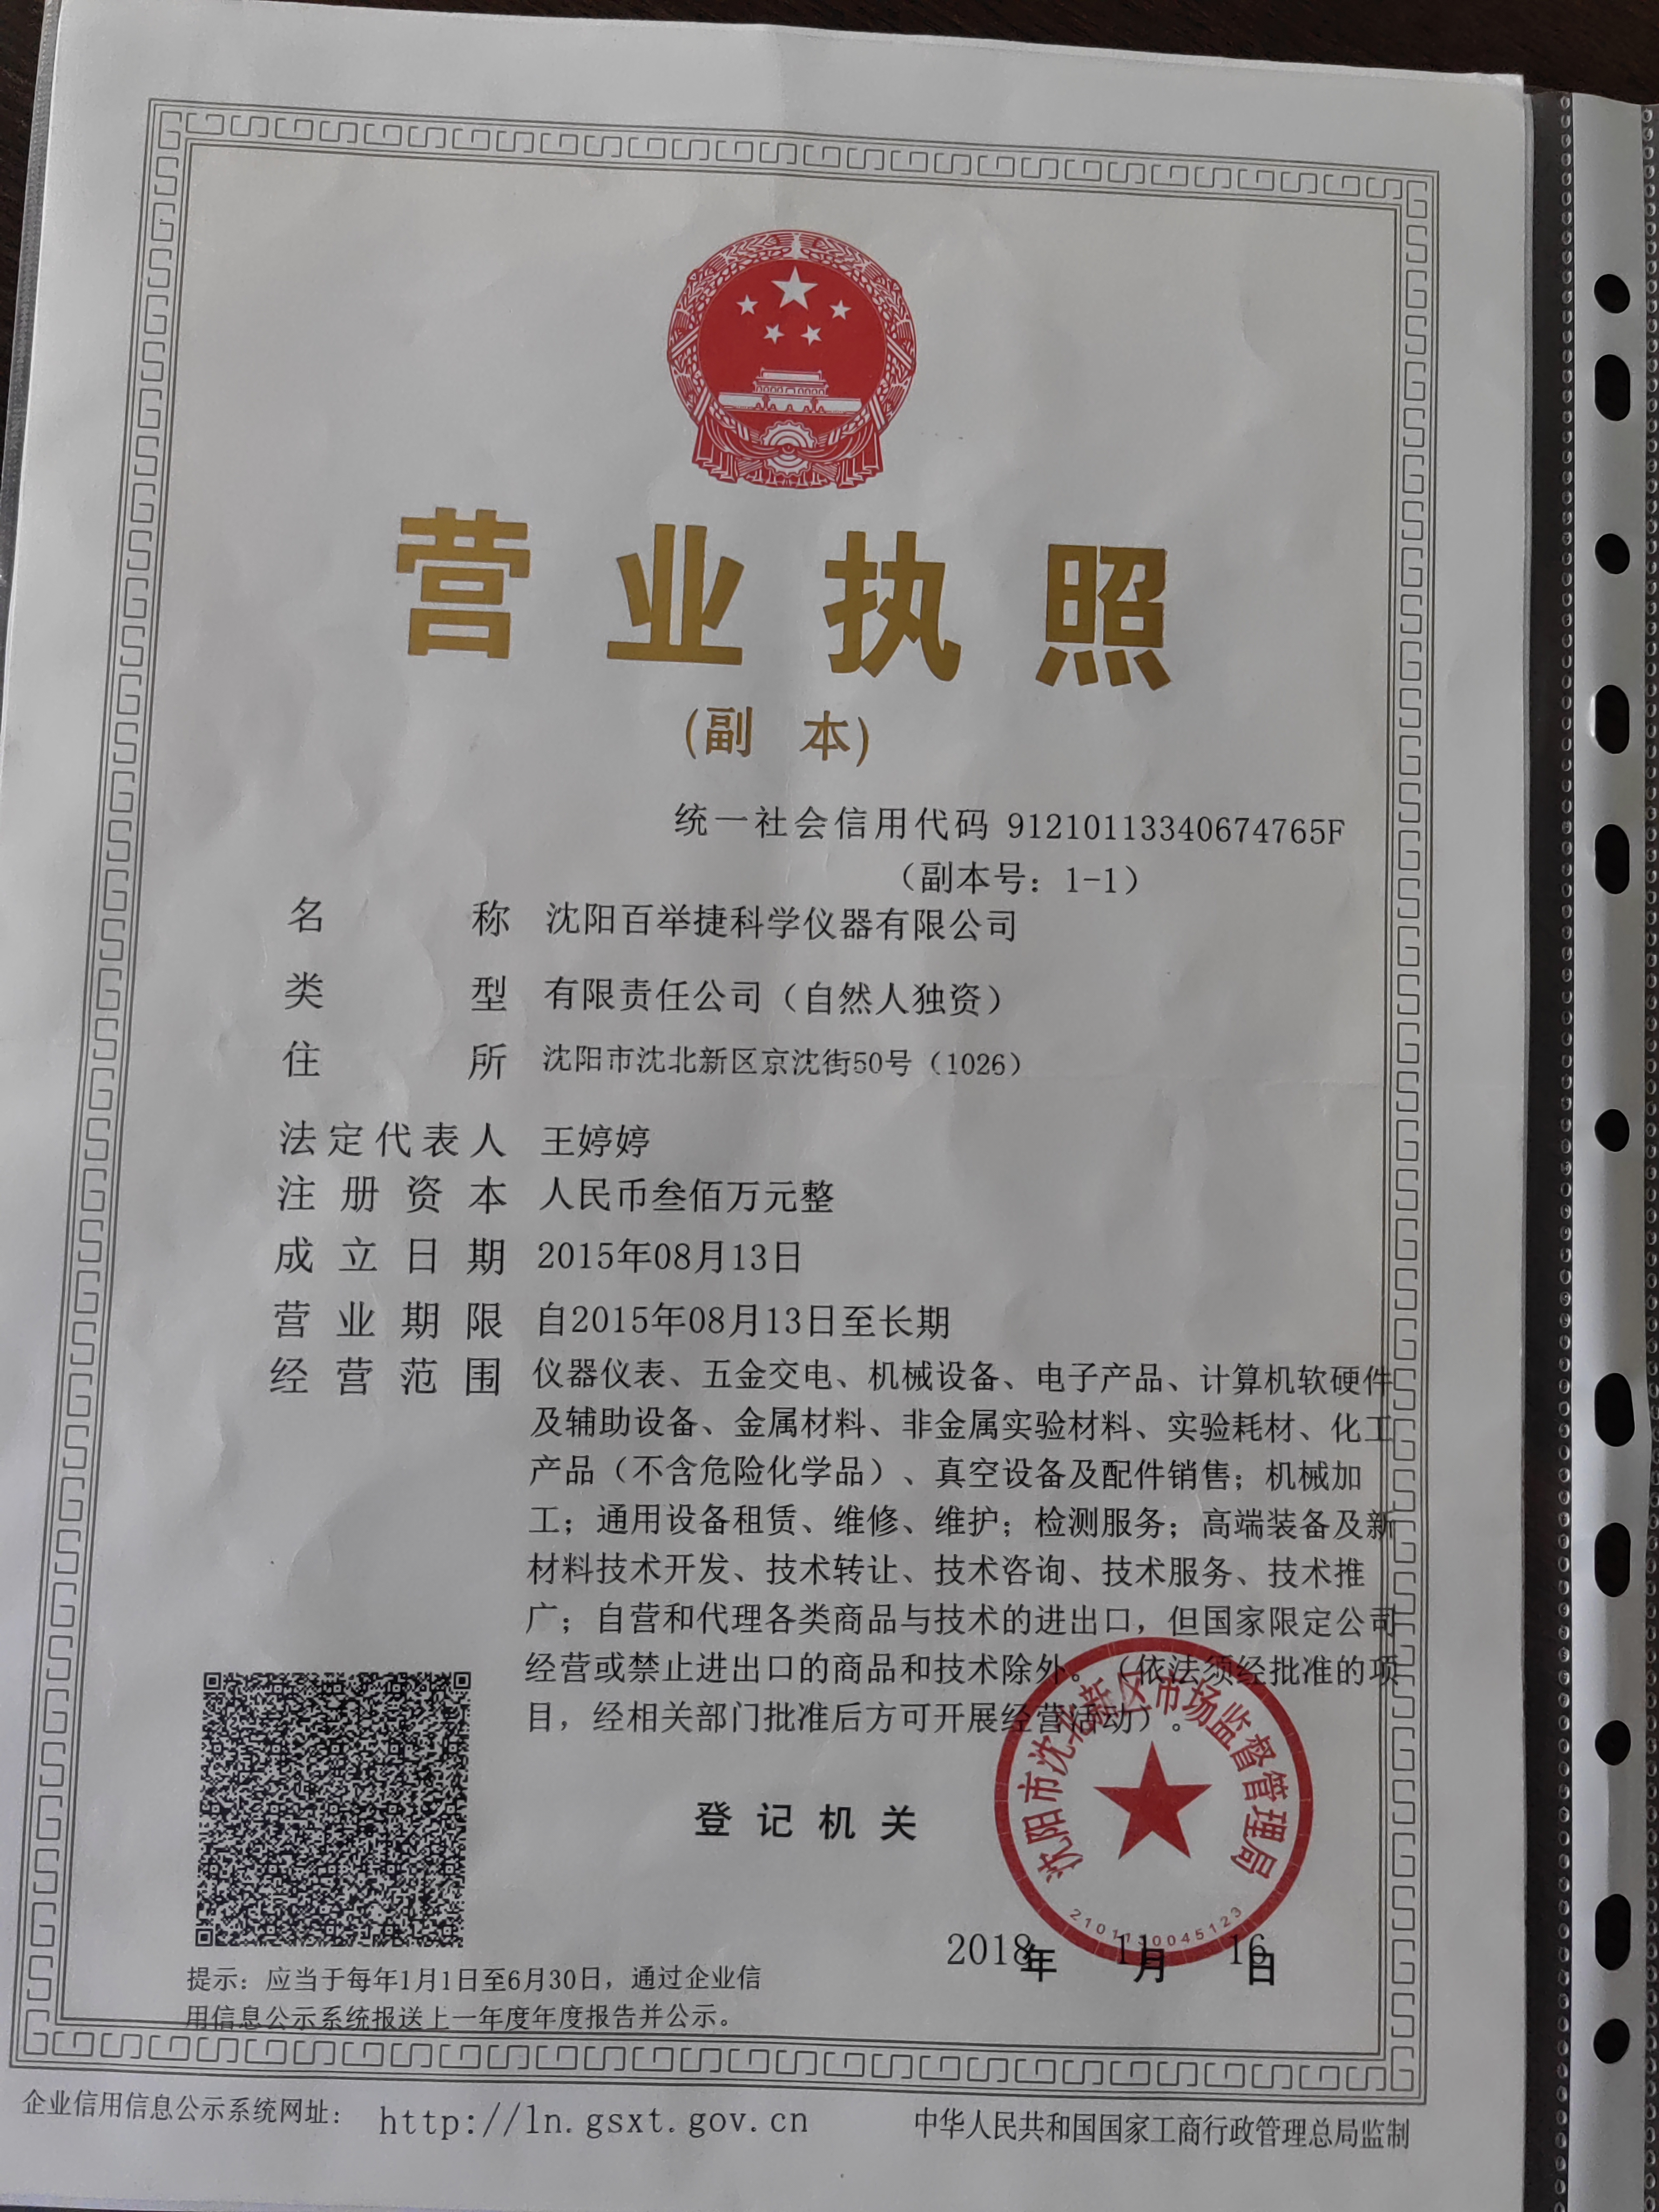 营业执照
(副 本)
统一社会信用代码 91210113340674765F
（副本号：1-1）
名 称 沈阳百举捷科学仪器有限公司
类 型 有限责任公司（自然人独资）
住 所 沈阳市沈北新区京沈街50号（1026）
法定代表人 王婷婷
注册资本 人民币叁佰万元整
成立日期 2015年08月13日
营业期限 自2015年08月13日至长期
经营范围 仪器仪表、五金交电、机械设备、电子产品、计算机软硬件
及辅助设备、金属材料、非金属实验材料、实验耗材、化工
产品（不含危险化学品）、真空设备及配件销售；机械加
工；通用设备租赁、维修、维护；检测服务；高端装备及新
材料技术开发、技术转让、技术咨询、技术服务、技术推
广；自营和代理各类商品与技术的进出口，但国家限定公司
经营或禁止进出口的商品和技术除外。（依法须经批准的项
目，经相关部门批准后方可开展经营活动）。
登记机关
沈阳市沈北新区市场监督管理局
2101130045123
2018年 11月 16日
提示：应当于每年1月1日至6月30日，通过企业信
用信息公示系统报送上一年度年度报告并公示。
企业信用信息公示系统网址： http://ln.gsxt.gov.cn
中华人民共和国国家工商行政管理总局监制